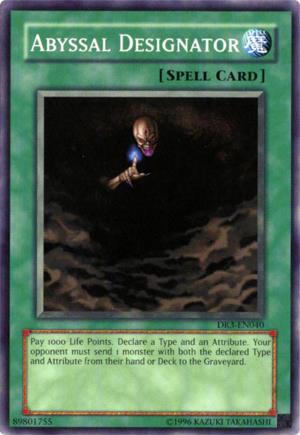 ABYSSAL DESIGNATOR 魔
[SPELL CARD]
DR3-EN040
Pay 1000 Life Points. Declare a Type and an Attribute. Your
opponent must send 1 monster with both the declared Type
and Attribute from their hand or Deck to the Graveyard.
89801755
©1996 KAZUKI TAKAHASHI